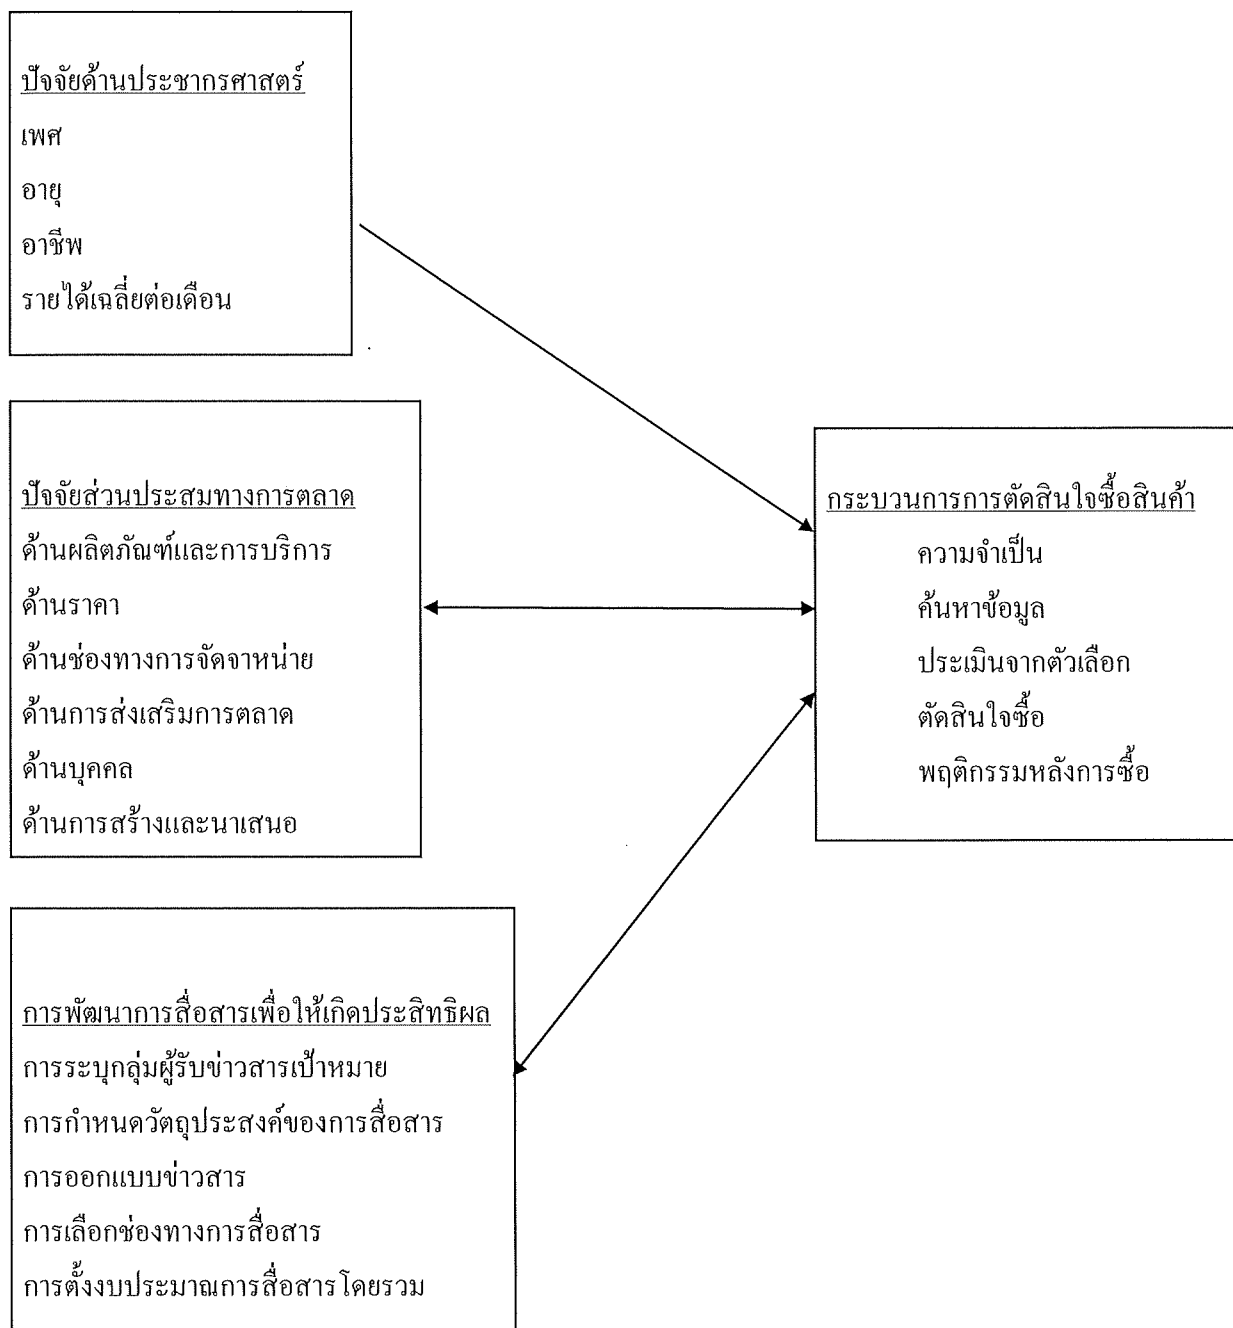 ปัจจัยด้านประชากรศาสตร์
เพศ
อายุ
อาชีพ
รายได้เฉลี่ยต่อเดือน
ปัจจัยส่วนประสมทางการตลาด
ด้านผลิตภัณฑ์และการบริการ
ด้านราคา
ด้านช่องทางการจัดจาหน่าย
ด้านการส่งเสริมการตลาด
ด้านบุคคล
ด้านการสร้างและนาเสนอ
การพัฒนาการสื่อสารเพื่อให้เกิดประสิทธิผล
การระบุกลุ่มผู้รับข่าวสารเป้าหมาย
การกำหนดวัตถุประสงค์ของการสื่อสาร
การออกแบบข่าวสาร
การเลือกช่องทางการสื่อสาร
การตั้งงบประมาณการสื่อสารโดยรวม
กระบวนการการตัดสินใจซื้อสินค้า
ความจำเป็น
ค้นหาข้อมูล
ประเมินจากตัวเลือก
ตัดสินใจซื้อ
พฤติกรรมหลังการซื้อ